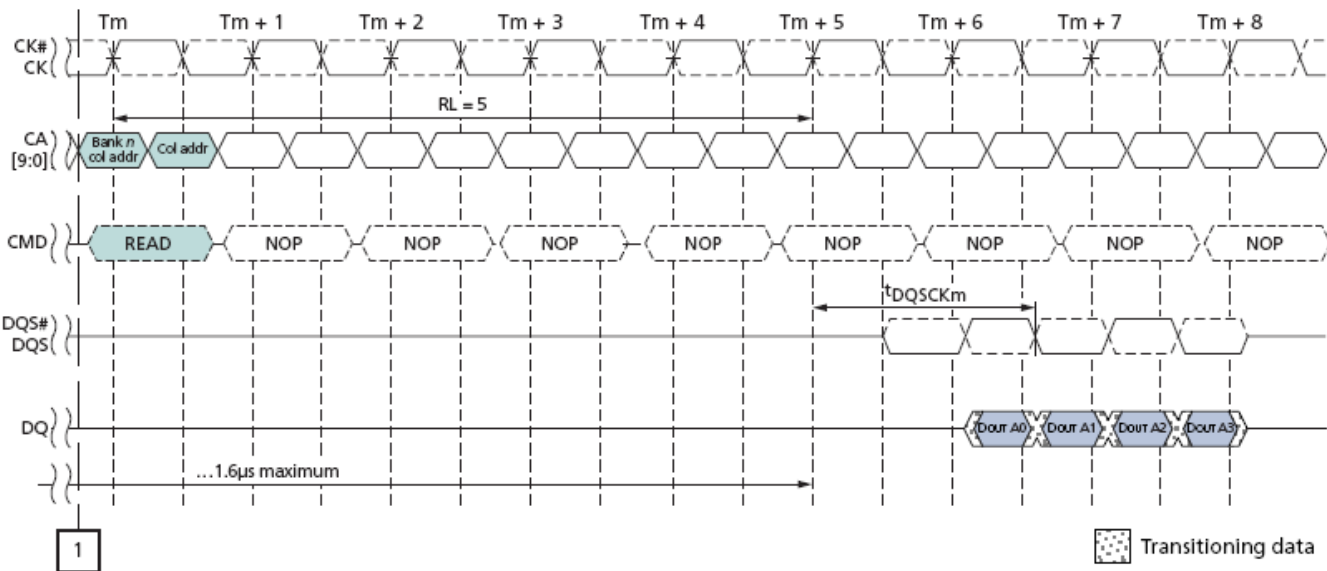 Tm Tm + 1 Tm + 2 Tm + 3 Tm + 4 Tm + 5 Tm + 6 Tm + 7 Tm + 8
CK#
CK
RL = 5
CA
[9:0]
Bank n
col addr
Col addr
CMD READ NOP NOP NOP NOP NOP NOP NOP NOP
tDQSCKm
DQS#
DQS
DQ DOUT A0 DOUT A1 DOUT A2 DOUT A3
...1.6µs maximum
1
Transitioning data